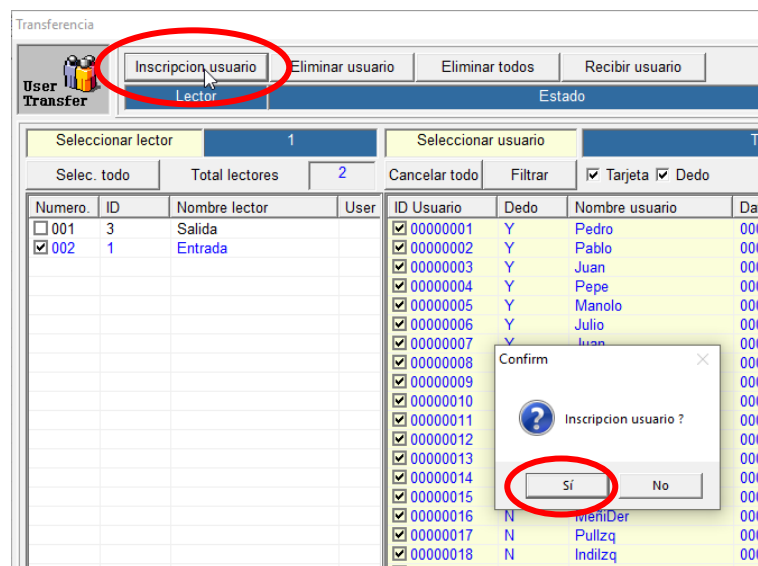 Transferencia
User Transfer
Inscripcion usuario Eliminar usuario Eliminar todos Recibir usuario
Lector Estado
Seleccionar lector 1 Seleccionar usuario
Selec. todo Total lectores 2 Cancelar todo Filtrar Tarjeta Dedo
Numero. ID Nombre lector User ID Usuario Dedo Nombre usuario
001 3 Salida 00000001 Y Pedro
002 1 Entrada 00000002 Y Pablo
00000003 Y Juan
00000004 Y Pepe
00000005 Y Manolo
00000006 Y Julio
00000007 Y Juan
00000008
00000009
00000010
00000011
00000012
00000013
00000014
00000015
00000016 N MeñiDer
00000017 N
00000018 N
Confirm
Inscripcion usuario ?
Sí No